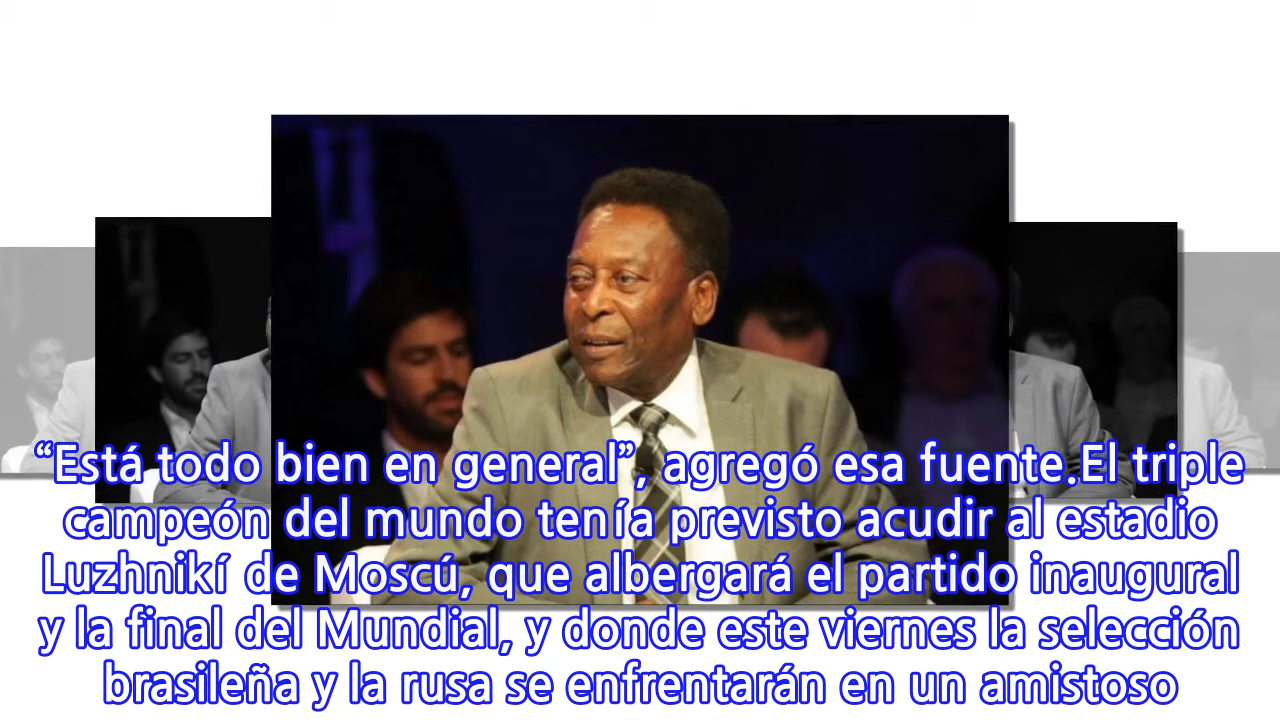 “Está todo bien en general”, agregó esa fuente.El triple
campeón del mundo tenía previsto acudir al estadio
Luzhnikí de Moscú, que albergará el partido inaugural
y la final del Mundial, y donde este viernes la selección
brasileña y la rusa se enfrentarán en un amistoso